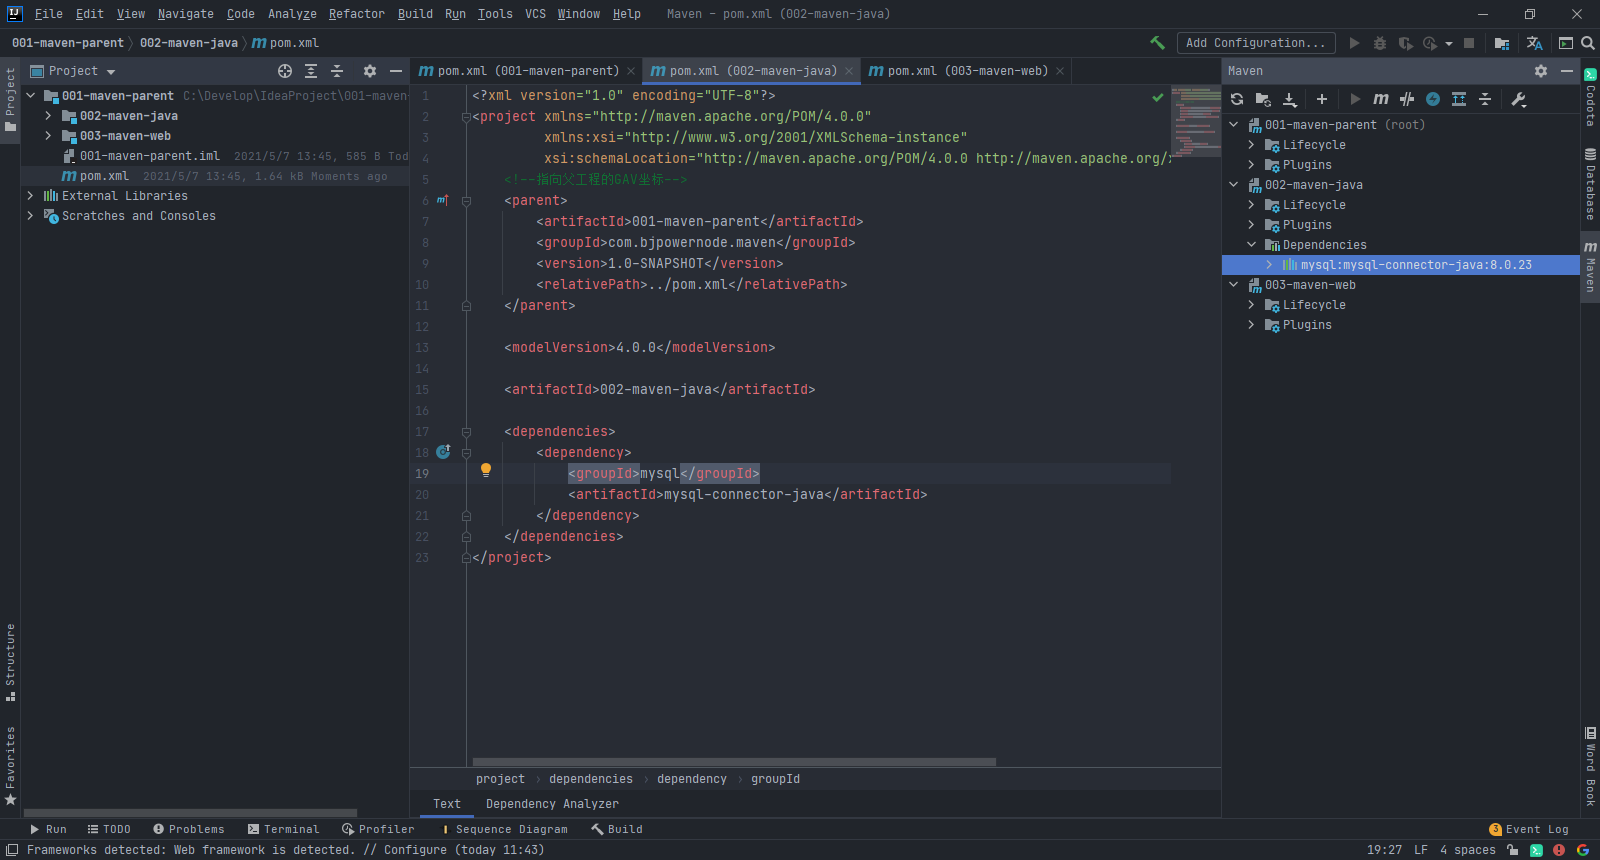 File Edit View Navigate Code Analyze Refactor Build Run Tools VCS Window Help Maven - pom.xml (002-maven-java)
001-maven-parent 002-maven-java m pom.xml
Add Configuration...
Project
Project
001-maven-parent C:\Develop\IdeaProject\001-maven-
002-maven-java
003-maven-web
001-maven-parent.iml 2021/5/7 13:45, 585 B Tod
pom.xml 2021/5/7 13:45, 1.64 kB Moments ago
External Libraries
Scratches and Consoles
Structure
Favorites
pom.xml (001-maven-parent)
pom.xml (002-maven-java)
pom.xml (003-maven-web)
1 <?xml version="1.0" encoding="UTF-8"?>
2 <project xmlns="http://maven.apache.org/POM/4.0.0"
3 xmlns:xsi="http://www.w3.org/2001/XMLSchema-instance"
4 xsi:schemaLocation="http://maven.apache.org/POM/4.0.0 http://maven.apache.org/
5 <!--指向父工程的GAV坐标-->
6 <parent>
7 <artifactId>001-maven-parent</artifactId>
8 <groupId>com.bjpowernode.maven</groupId>
9 <version>1.0-SNAPSHOT</version>
10 <relativePath>../pom.xml</relativePath>
11 </parent>
12
13 <modelVersion>4.0.0</modelVersion>
14
15 <artifactId>002-maven-java</artifactId>
16
17 <dependencies>
18 <dependency>
19 <groupId>mysql</groupId>
20 <artifactId>mysql-connector-java</artifactId>
21 </dependency>
22 </dependencies>
23 </project>
project › dependencies › dependency › groupId
Text Dependency Analyzer
Maven
001-maven-parent (root)
Lifecycle
Plugins
002-maven-java
Lifecycle
Plugins
Dependencies
mysql:mysql-connector-java:8.0.23
003-maven-web
Lifecycle
Plugins
Codota
Database
Maven
Word Book
Run TODO Problems Terminal Profiler Sequence Diagram Build
3 Event Log
Frameworks detected: Web framework is detected. // Configure (today 11:43)
19:27 LF 4 spaces